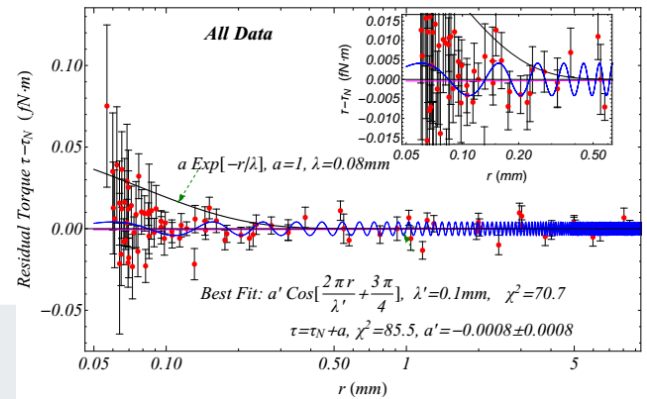 All Data
0.10
0.05
0.00
−0.05
Residual Torque τ−τN (fN·m)
a Exp[−r/λ], a=1, λ=0.08mm
Best Fit: a′ Cos[2 π r/λ′ + 3 π/4], λ′=0.1mm, χ²=70.7
τ=τN+a, χ²=85.5, a′=−0.0008±0.0008
0.05 0.10 0.50 1 5
r (mm)
0.015
0.010
0.005
0.000
−0.005
−0.010
−0.015
τ−τN (fN·m)
0.05 0.10 0.20 0.50
r (mm)